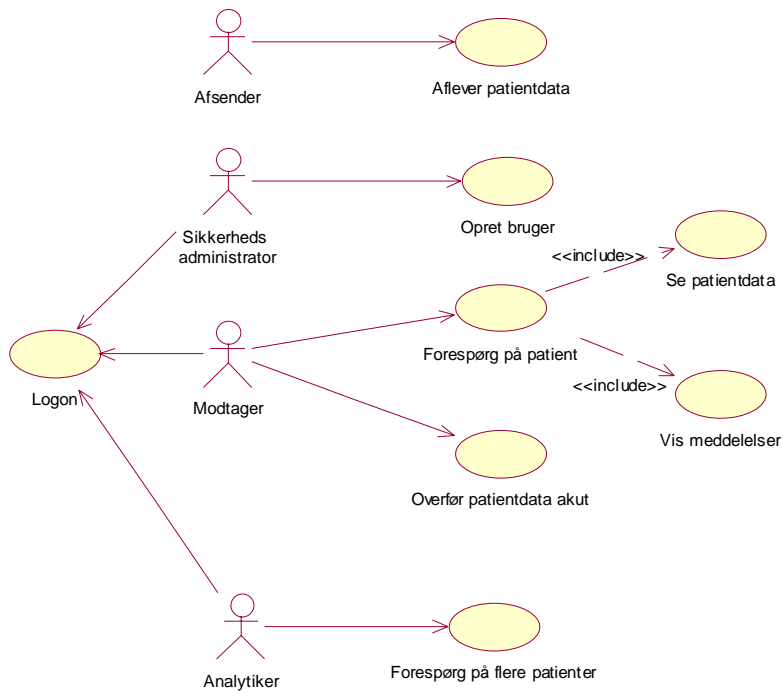 Afsender
Aflever patientdata
Sikkerheds
administrator
Opret bruger
<<include>>
Se patientdata
Forespørg på patient
<<include>>
Logon
Modtager
Vis meddelelser
Overfør patientdata akut
Analytiker
Forespørg på flere patienter